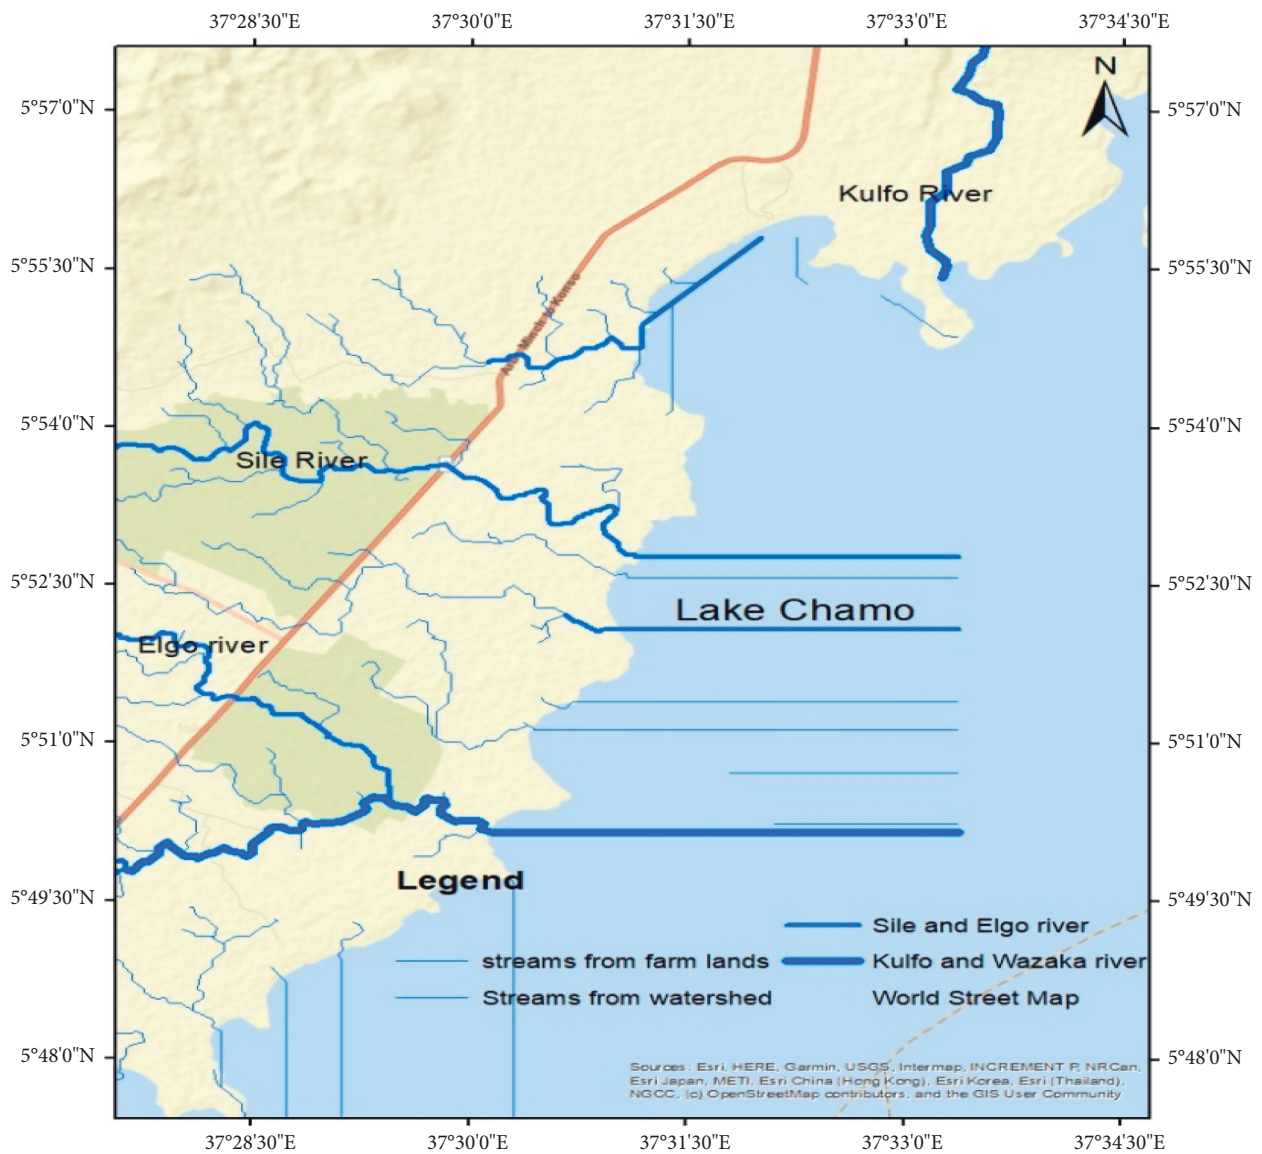 37°28'30"E 37°30'0"E 37°31'30"E 37°33'0"E 37°34'30"E
N
5°57'0"N 5°57'0"N
Kulfo River
5°55'30"N 5°55'30"N
Arba Minch to Konso
5°54'0"N 5°54'0"N
Sile River
5°52'30"N 5°52'30"N
Lake Chamo
Elgo river
5°51'0"N 5°51'0"N
Legend
5°49'30"N 5°49'30"N
Sile and Elgo river
streams from farm lands Kulfo and Wazaka river
Streams from watershed World Street Map
5°48'0"N 5°48'0"N
Sources: Esri, HERE, Garmin, USGS, Intermap, INCREMENT P, NRCan,
Esri Japan, METI, Esri China (Hong Kong), Esri Korea, Esri (Thailand),
NGCC, (c) OpenStreetMap contributors, and the GIS User Community
37°28'30"E 37°30'0"E 37°31'30"E 37°33'0"E 37°34'30"E